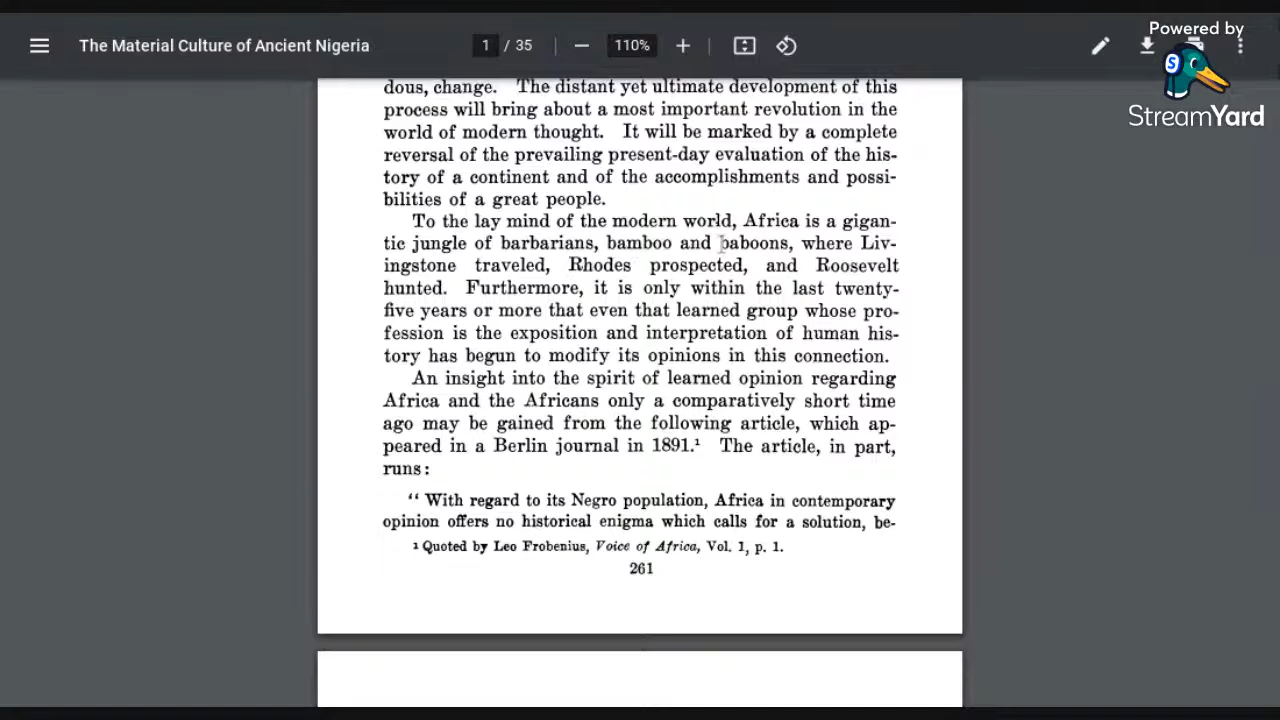 Powered by
StreamYard
The Material Culture of Ancient Nigeria
1 / 35
110%
dous, change. The distant yet ultimate development of this
process will bring about a most important revolution in the
world of modern thought. It will be marked by a complete
reversal of the prevailing present-day evaluation of the his-
tory of a continent and of the accomplishments and possi-
bilities of a great people.
To the lay mind of the modern world, Africa is a gigan-
tic jungle of barbarians, bamboo and baboons, where Liv-
ingstone traveled, Rhodes prospected, and Roosevelt
hunted. Furthermore, it is only within the last twenty-
five years or more that even that learned group whose pro-
fession is the exposition and interpretation of human his-
tory has begun to modify its opinions in this connection.
An insight into the spirit of learned opinion regarding
Africa and the Africans only a comparatively short time
ago may be gained from the following article, which ap-
peared in a Berlin journal in 1891.¹ The article, in part,
runs:
“ With regard to its Negro population, Africa in contemporary
opinion offers no historical enigma which calls for a solution, be-
¹ Quoted by Leo Frobenius, Voice of Africa, Vol. 1, p. 1.
261